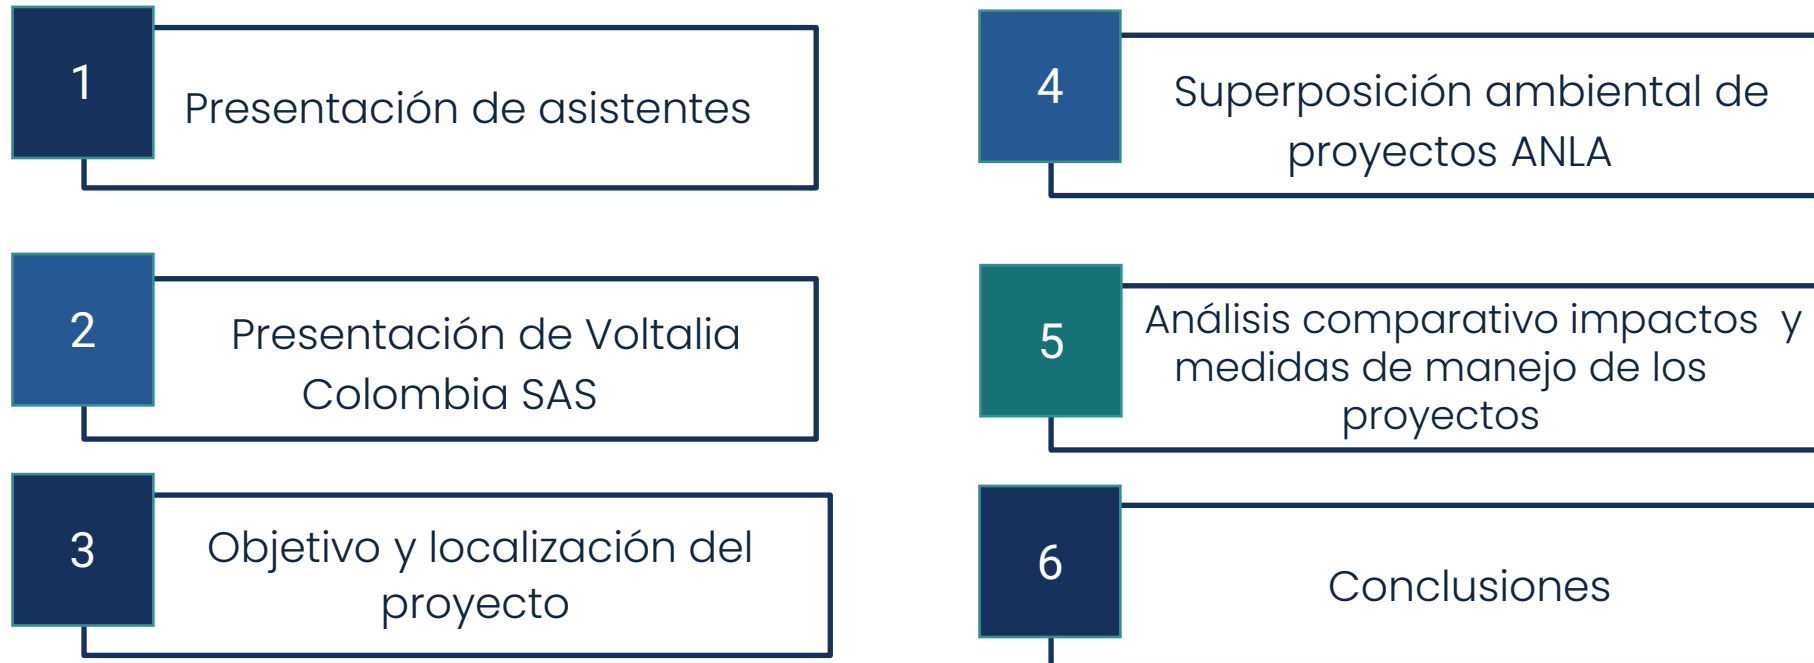 1
Presentación de asistentes
2
Presentación de Voltalia
Colombia SAS
3
Objetivo y localización del
proyecto
4
Superposición ambiental de
proyectos ANLA
5
Análisis comparativo impactos y
medidas de manejo de los
proyectos
6
Conclusiones